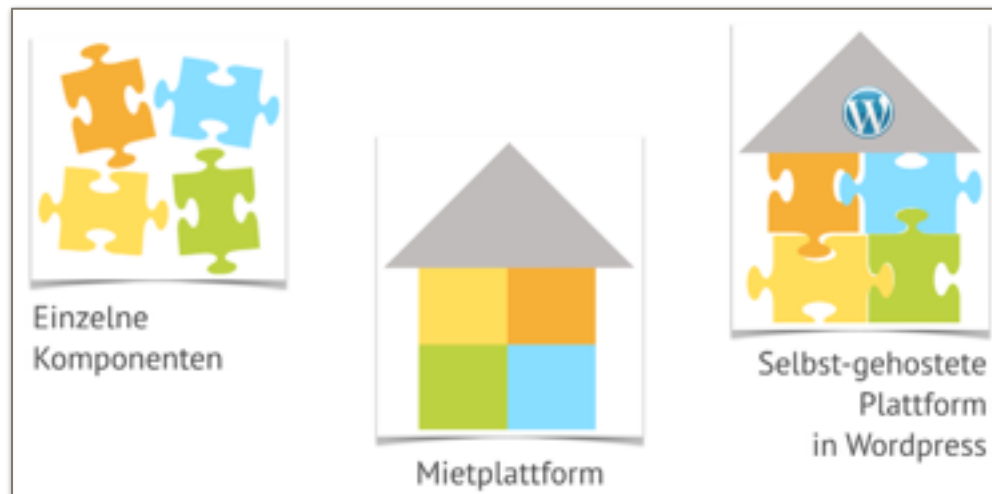 Einzelne
Komponenten
Mietplattform
Selbst-gehostete
Plattform
in Wordpress